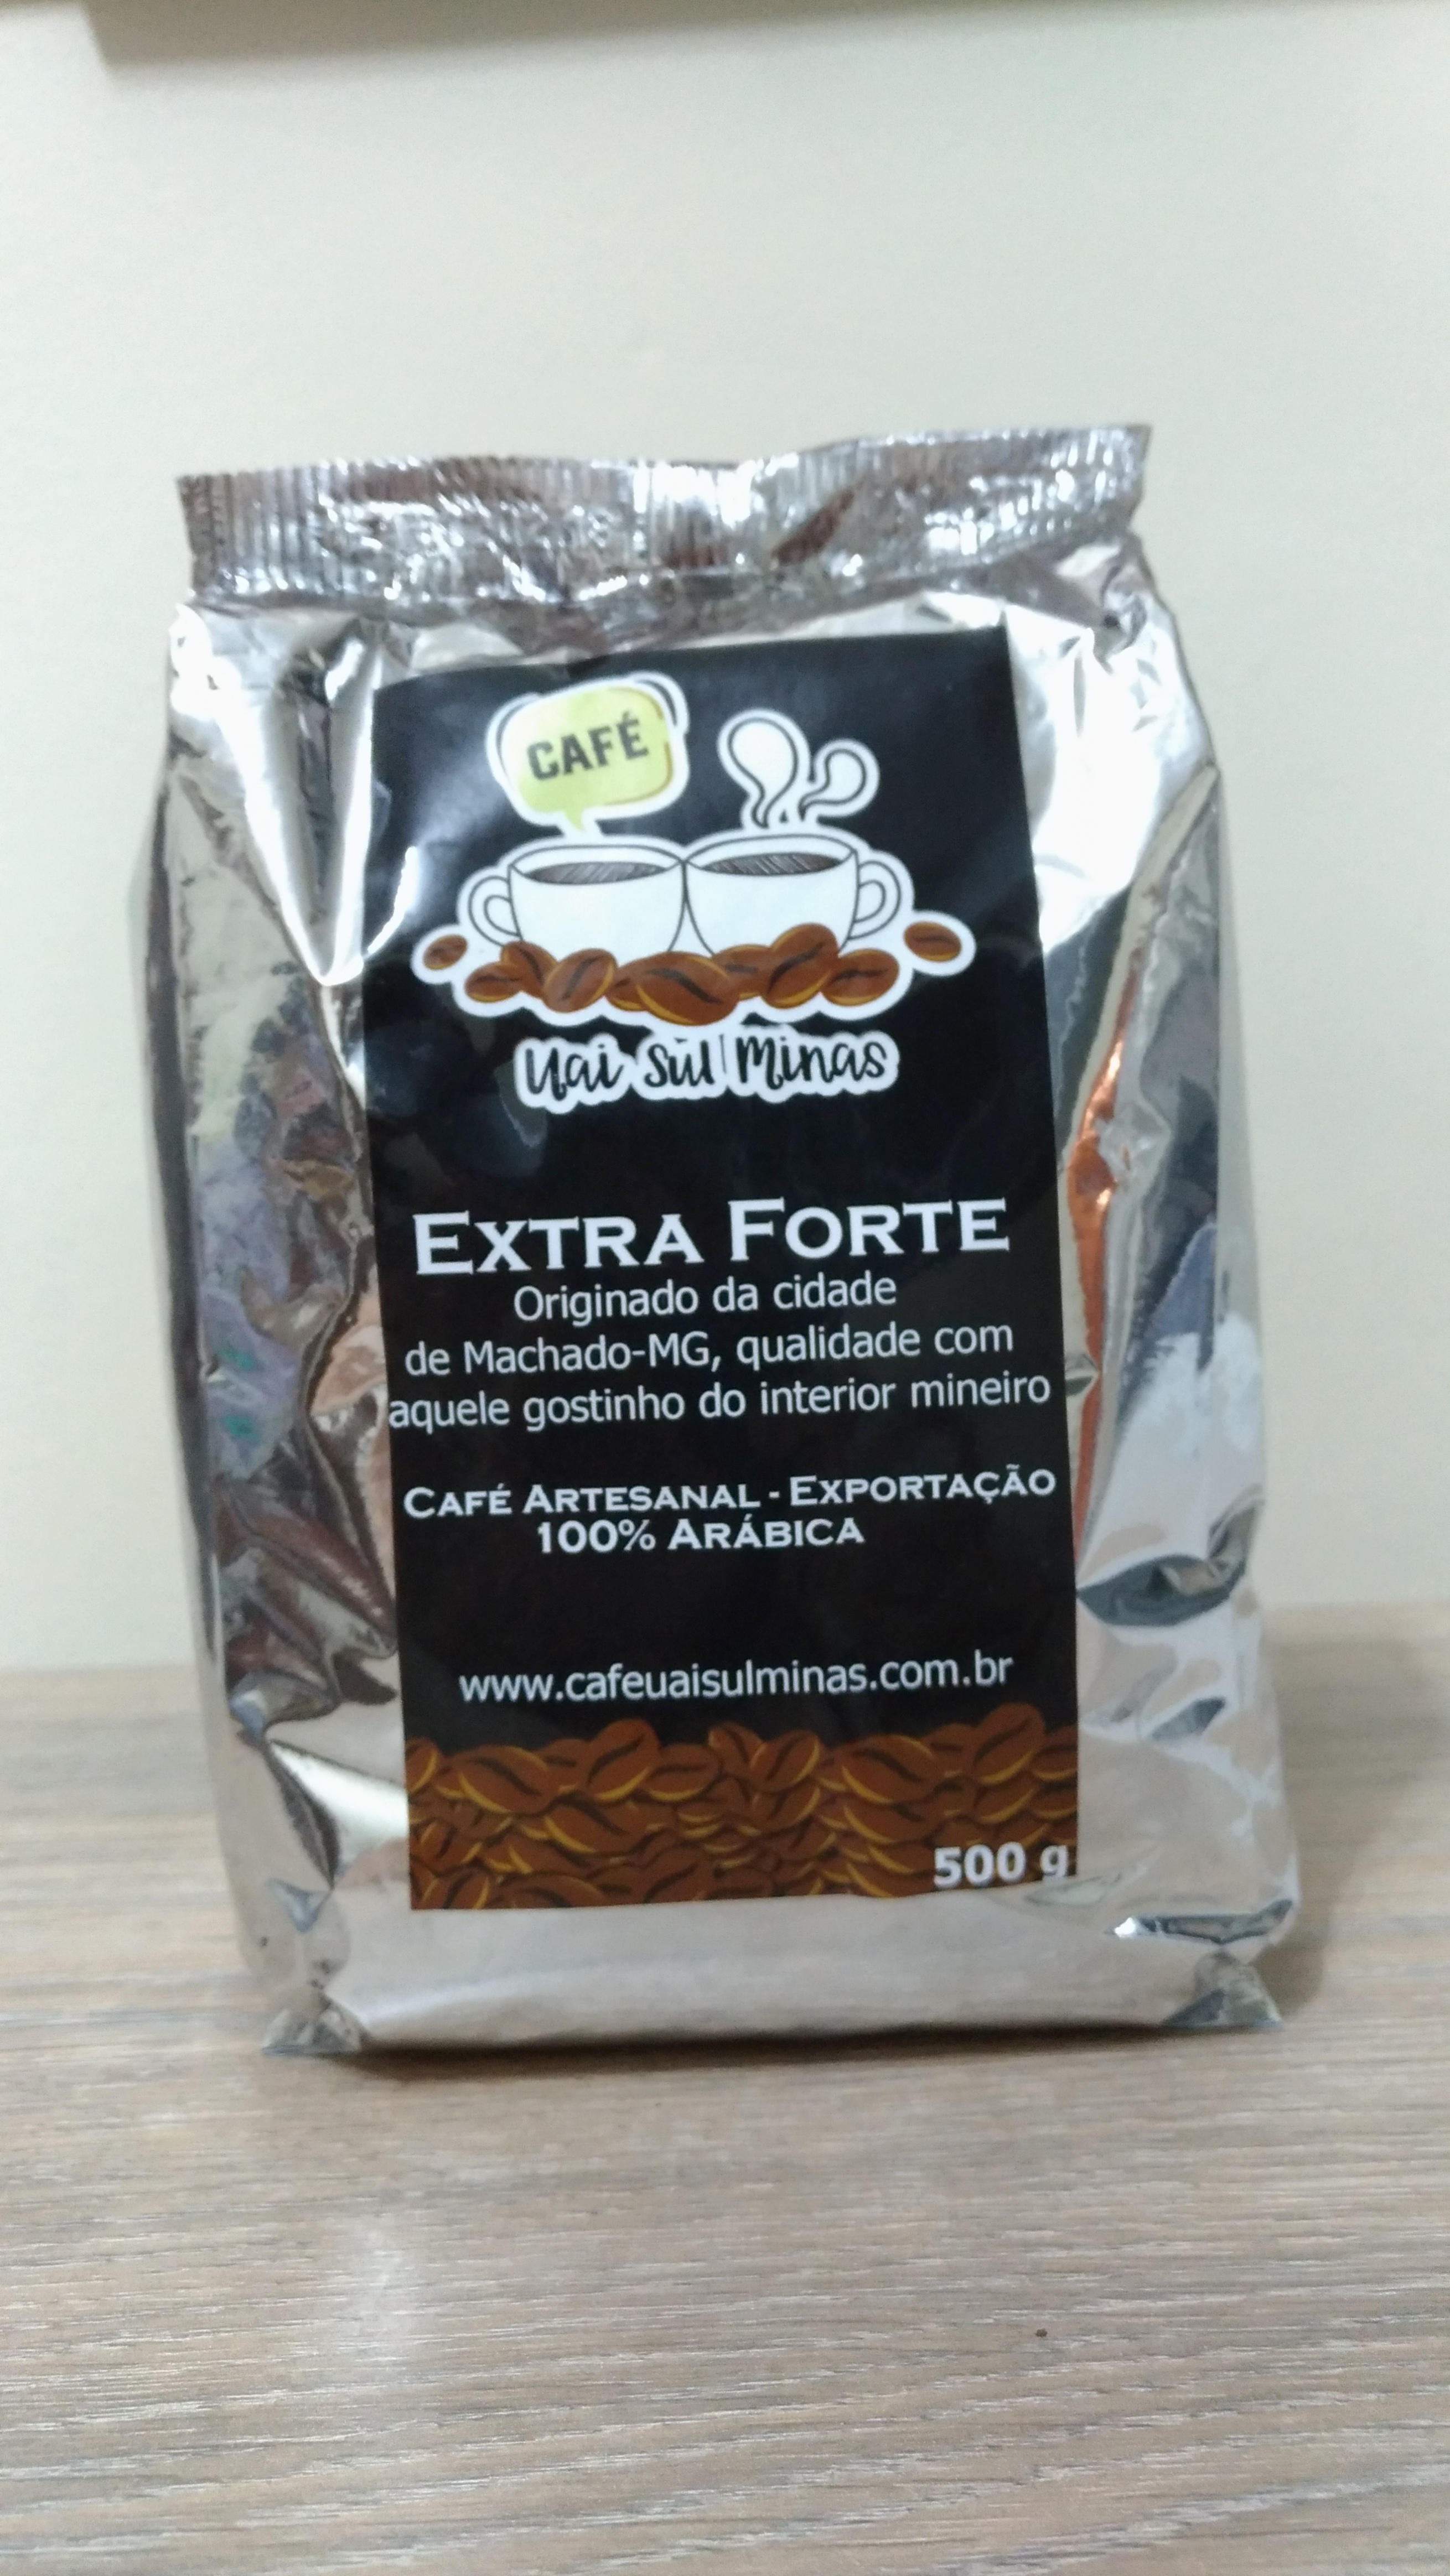 CAFÉ
Uai Sul Minas
EXTRA FORTE
Originado da cidade
de Machado-MG, qualidade com
aquele gostinho do interior mineiro
CAFÉ ARTESANAL - EXPORTAÇÃO
100% ARÁBICA
www.cafeuaisulminas.com.br
500 g